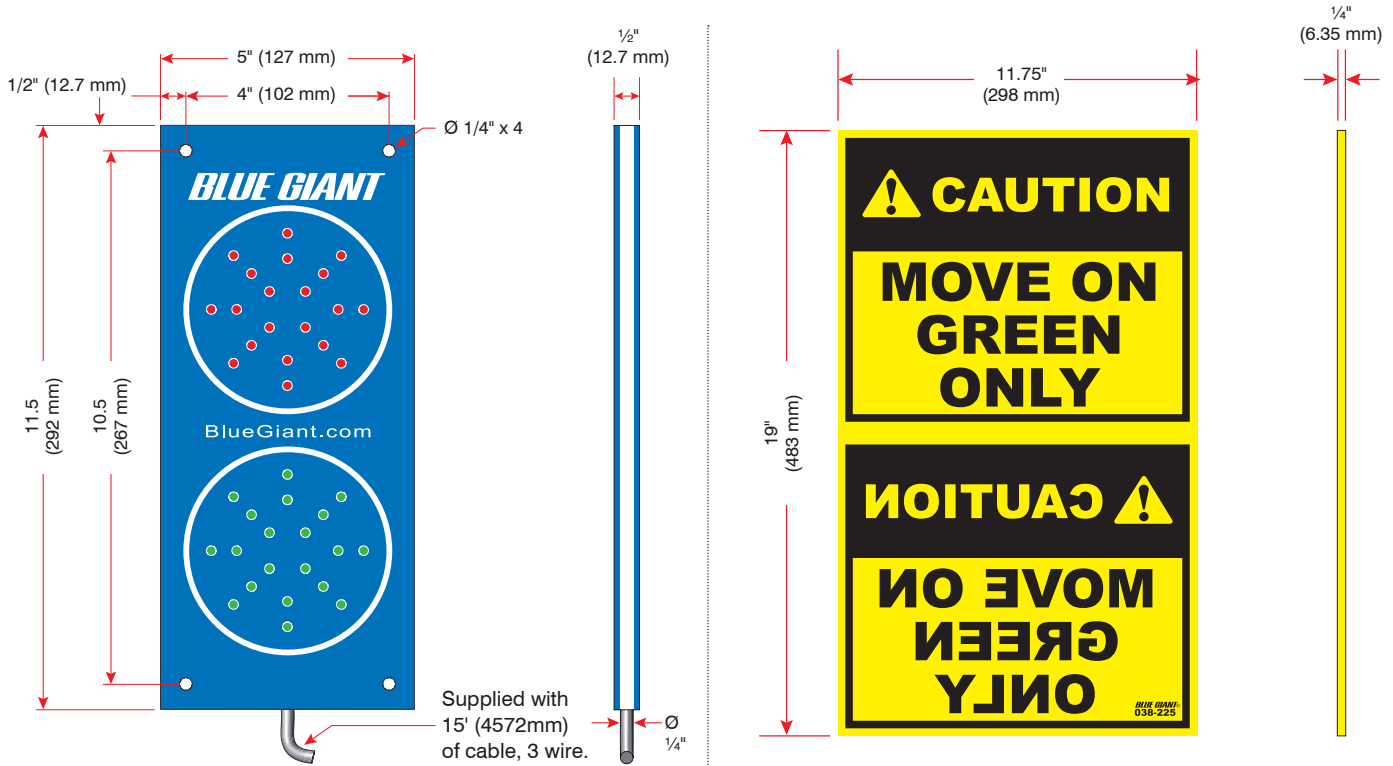 5" (127 mm)
1/2" (12.7 mm)
4" (102 mm)
Ø 1/4" x 4
BLUE GIANT
BlueGiant.com
11.5
(292 mm)
10.5
(267 mm)
Supplied with
15' (4572mm)
of cable, 3 wire.
½"
(12.7 mm)
Ø
¼"
11.75"
(298 mm)
¼"
(6.35 mm)
19"
(483 mm)
CAUTION
MOVE ON
GREEN
ONLY
CAUTION
MOVE ON
GREEN
ONLY
BLUE GIANT®
038-225